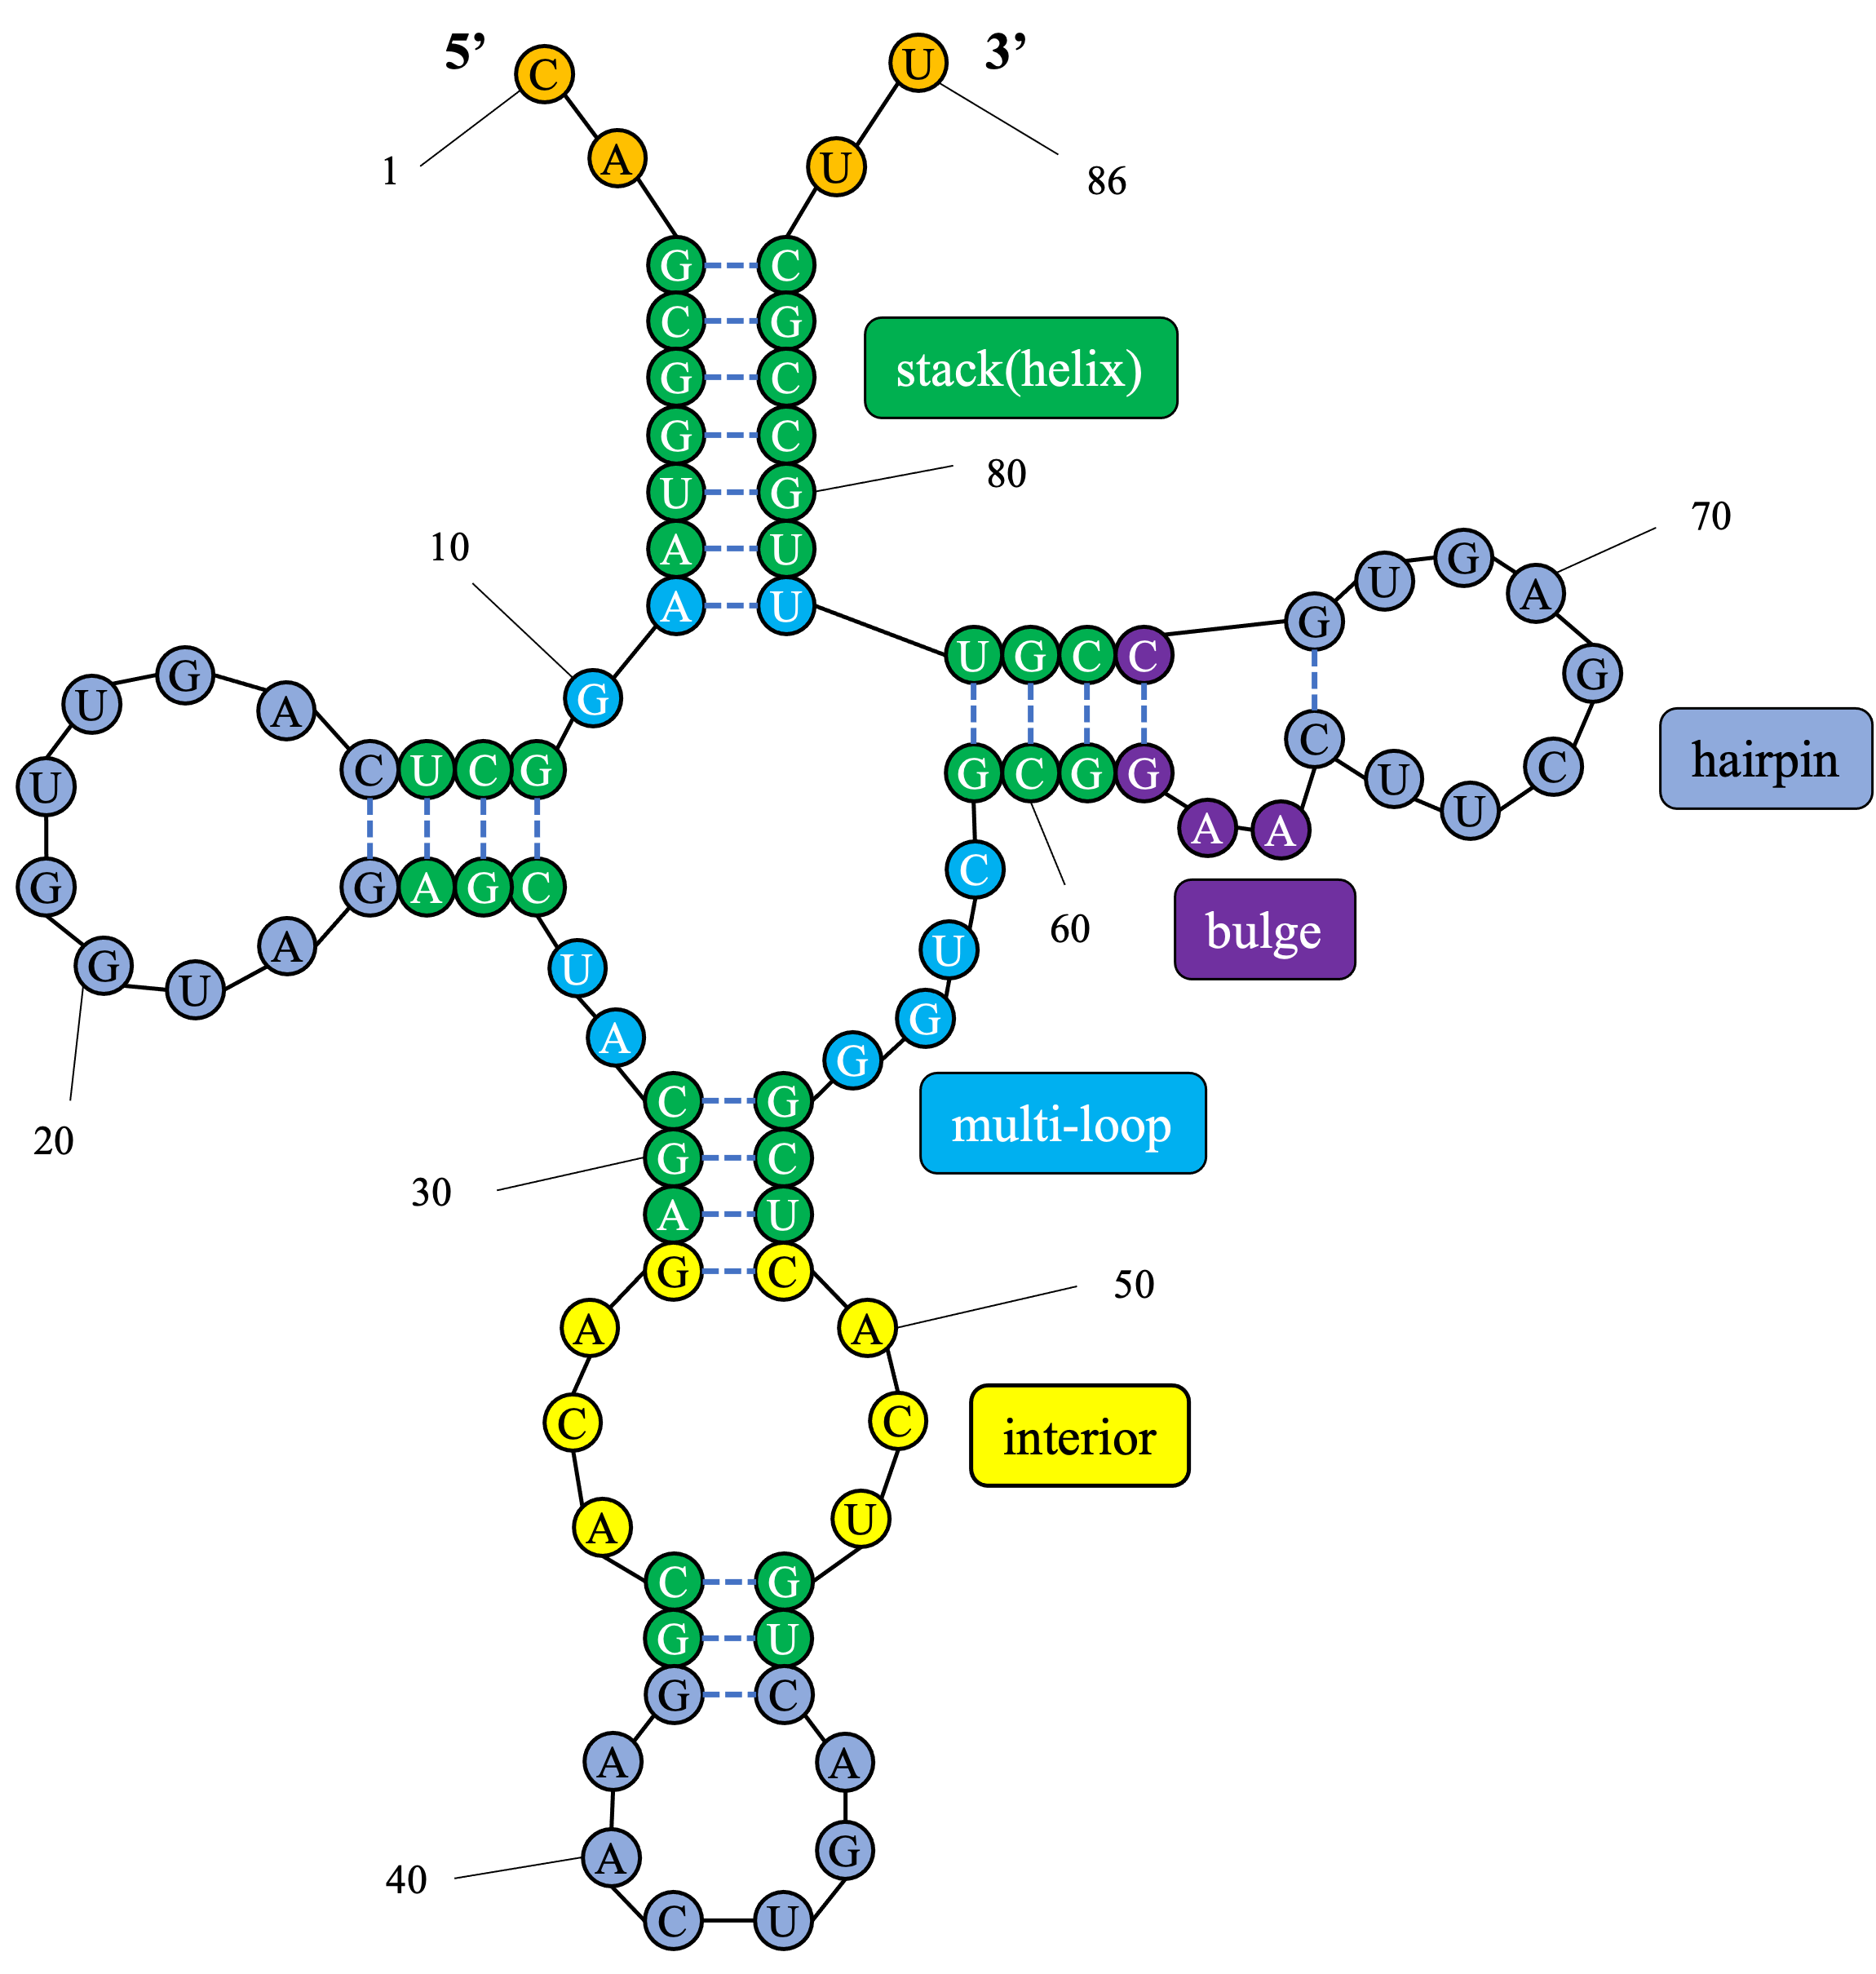 5’ C U 3’
1 A U 86
G C
C G
stack(helix)
G C
G C
80
U G
10 A U G 70
U A
A U G
U G C C C G
U G A G
C U C G G C G G C C
U U U
G G A G C C A A
60 bulge hairpin
G U A U U
A G
20 C G G
multi-loop
30 G C
A U
G C 50
A A
C C
interior
A U
C G
G U
G C
A A
40 A G
C U